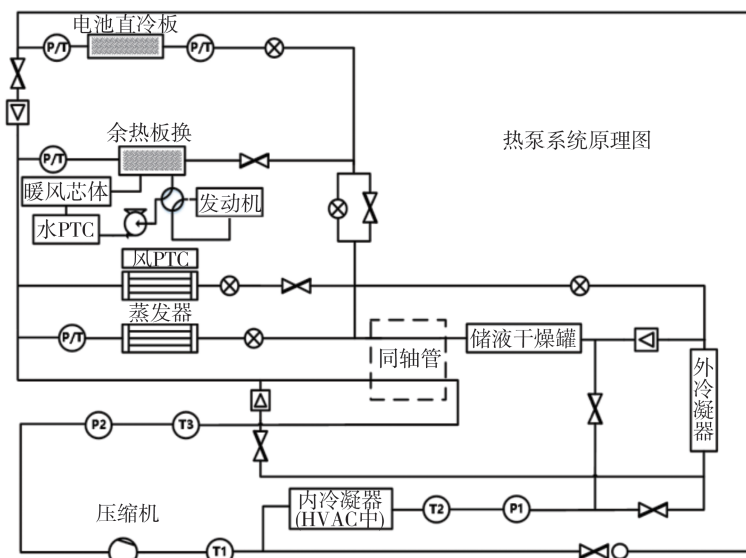 电池直冷板
P/T
P/T
余热板换
热泵系统原理图
P/T
暖风芯体
发动机
水PTC
风PTC
蒸发器
P/T
储液干燥罐
同轴管
外冷凝器
P2
T3
内冷凝器
(HVAC中)
T2
P1
压缩机
T1